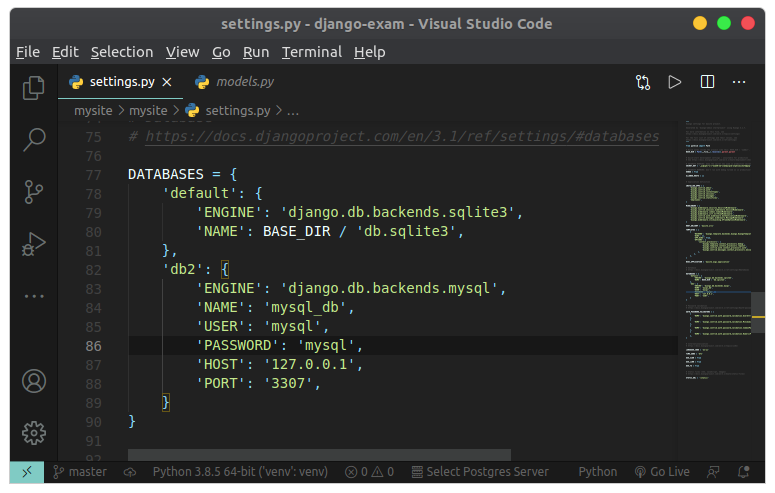 settings.py - django-exam - Visual Studio Code
File Edit Selection View Go Run Terminal Help
settings.py models.py
mysite > mysite > settings.py > ...
75 # https://docs.djangoproject.com/en/3.1/ref/settings/#databases
76
77 DATABASES = {
78     'default': {
79         'ENGINE': 'django.db.backends.sqlite3',
80         'NAME': BASE_DIR / 'db.sqlite3',
81     },
82     'db2': {
83         'ENGINE': 'django.db.backends.mysql',
84         'NAME': 'mysql_db',
85         'USER': 'mysql',
86         'PASSWORD': 'mysql',
87         'HOST': '127.0.0.1',
88         'PORT': '3307',
89     }
90 }
91
92
master Python 3.8.5 64-bit ('venv': venv) 0 0 Select Postgres Server Python Go Live